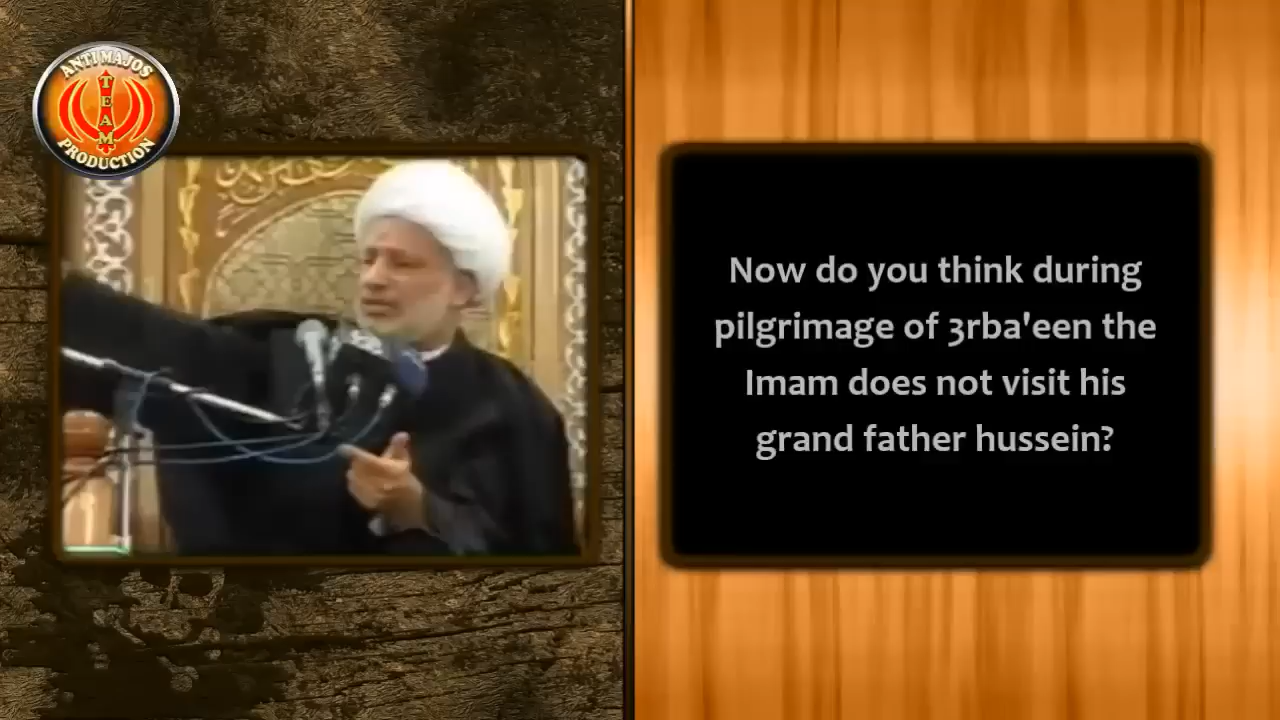 ANTI MAJOS
TEAM
PRODUCTION
Now do you think during
pilgrimage of 3rba'een the
Imam does not visit his
grand father hussein?